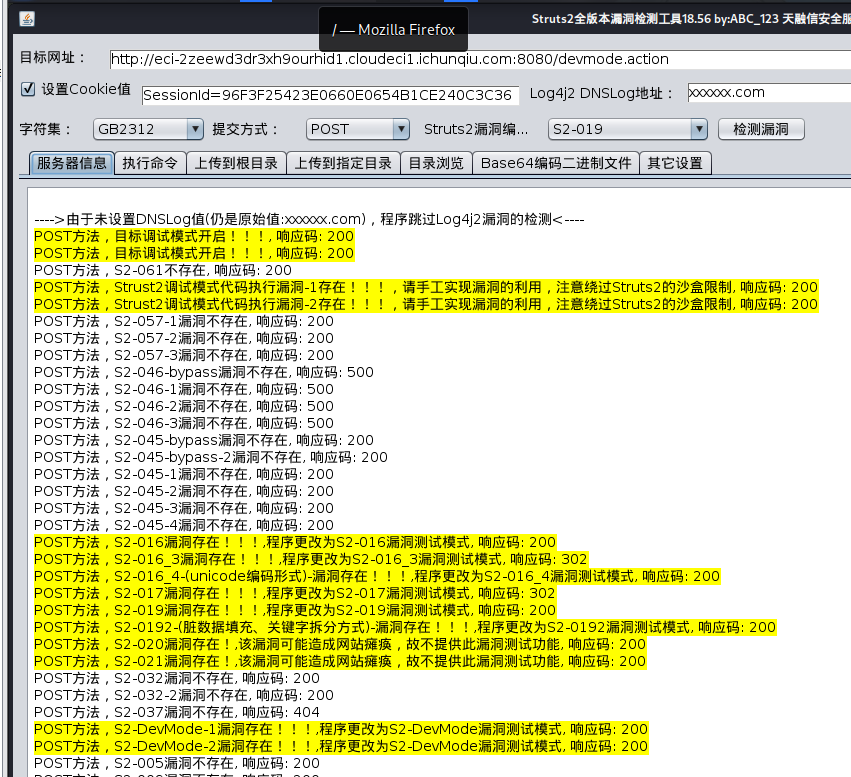 / — Mozilla Firefox
Struts2全版本漏洞检测工具18.56 by:ABC_123 天融信安全服
目标网址：
http://eci-2zeewd3dr3xh9ourhid1.cloudeci1.ichunqiu.com:8080/devmode.action
设置Cookie值
SessionId=96F3F25423E0660E0654B1CE240C3C36
Log4j2 DNSLog地址：
xxxxxx.com
字符集：
GB2312
提交方式：
POST
Struts2漏洞编...
S2-019
检测漏洞
服务器信息
执行命令
上传到根目录
上传到指定目录
目录浏览
Base64编码二进制文件
其它设置
---->由于未设置DNSLog值(仍是原始值:xxxxxx.com)，程序跳过Log4j2漏洞的检测<----
POST方法，目标调试模式开启！！！, 响应码: 200
POST方法，目标调试模式开启！！！, 响应码: 200
POST方法，S2-061不存在, 响应码: 200
POST方法，Strust2调试模式代码执行漏洞-1存在！！！，请手工实现漏洞的利用，注意绕过Struts2的沙盒限制, 响应码: 200
POST方法，Strust2调试模式代码执行漏洞-2存在！！！，请手工实现漏洞的利用，注意绕过Struts2的沙盒限制, 响应码: 200
POST方法，S2-057-1漏洞不存在, 响应码: 200
POST方法，S2-057-2漏洞不存在, 响应码: 200
POST方法，S2-057-3漏洞不存在, 响应码: 200
POST方法，S2-046-bypass漏洞不存在, 响应码: 500
POST方法，S2-046-1漏洞不存在, 响应码: 500
POST方法，S2-046-2漏洞不存在, 响应码: 500
POST方法，S2-046-3漏洞不存在, 响应码: 500
POST方法，S2-045-bypass漏洞不存在, 响应码: 200
POST方法，S2-045-bypass-2漏洞不存在, 响应码: 200
POST方法，S2-045-1漏洞不存在, 响应码: 200
POST方法，S2-045-2漏洞不存在, 响应码: 200
POST方法，S2-045-3漏洞不存在, 响应码: 200
POST方法，S2-045-4漏洞不存在, 响应码: 200
POST方法，S2-016漏洞存在！！！,程序更改为S2-016漏洞测试模式, 响应码: 200
POST方法，S2-016_3漏洞存在！！！,程序更改为S2-016_3漏洞测试模式, 响应码: 302
POST方法，S2-016_4-(unicode编码形式)-漏洞存在！！！,程序更改为S2-016_4漏洞测试模式, 响应码: 200
POST方法，S2-017漏洞存在！！！,程序更改为S2-017漏洞测试模式, 响应码: 302
POST方法，S2-019漏洞存在！！！,程序更改为S2-019漏洞测试模式, 响应码: 200
POST方法，S2-0192-(脏数据填充、关键字拆分方式)-漏洞存在！！！,程序更改为S2-0192漏洞测试模式, 响应码: 200
POST方法，S2-020漏洞存在！,该漏洞可能造成网站瘫痪，故不提供此漏洞测试功能, 响应码: 200
POST方法，S2-021漏洞存在！,该漏洞可能造成网站瘫痪，故不提供此漏洞测试功能, 响应码: 200
POST方法，S2-032漏洞不存在, 响应码: 200
POST方法，S2-032-2漏洞不存在, 响应码: 200
POST方法，S2-037漏洞不存在, 响应码: 404
POST方法，S2-DevMode-1漏洞存在！！！,程序更改为S2-DevMode漏洞测试模式, 响应码: 200
POST方法，S2-DevMode-2漏洞存在！！！,程序更改为S2-DevMode漏洞测试模式, 响应码: 200
POST方法，S2-005漏洞不存在, 响应码: 200